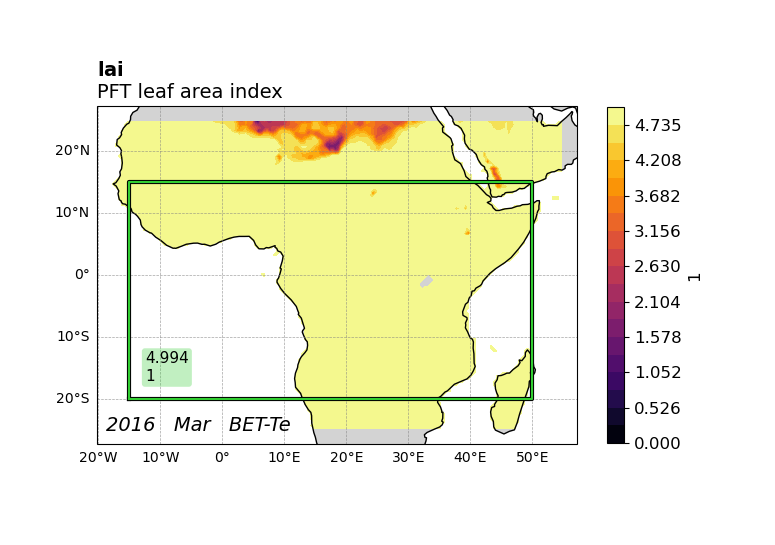 lai
PFT leaf area index
20°N
10°N
0°
10°S
20°S
4.994
1
2016 Mar BET-Te
20°W 10°W 0° 10°E 20°E 30°E 40°E 50°E
4.735
4.208
3.682
3.156
2.630
2.104
1.578
1.052
0.526
0.000
1